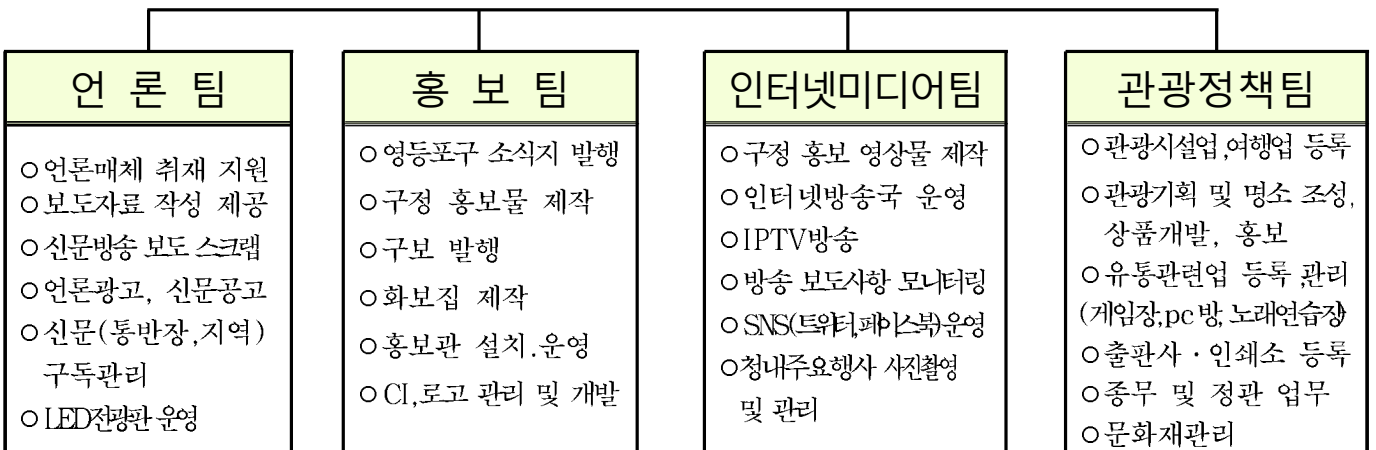 언 론 팀
○언론매체 취재 지원
○보도자료 작성 제공
○신문방송 보도 스크랩
○언론광고, 신문공고
○신문(통반장,지역)
구독관리
○LED전광판 운영
홍 보 팀
○영등포구 소식지 발행
○구정 홍보물 제작
○구보 발행
○화보집 제작
○홍보관 설치.운영
○CI,로고 관리 및 개발
인터넷미디어팀
○구정 홍보 영상물 제작
○인터넷방송국 운영
○IPTV방송
○방송 보도사항 모니터링
○SNS(트위터,페이스북)운영
○청내주요행사 사진촬영
및 관리
관광정책팀
○관광시설업,여행업 등록
○관광기획 및 명소 조성,
상품개발, 홍보
○유통관련업 등록,관리
(게임장,pc방, 노래연습장)
○출판사·인쇄소 등록
○종무 및 정관 업무
○문화재관리